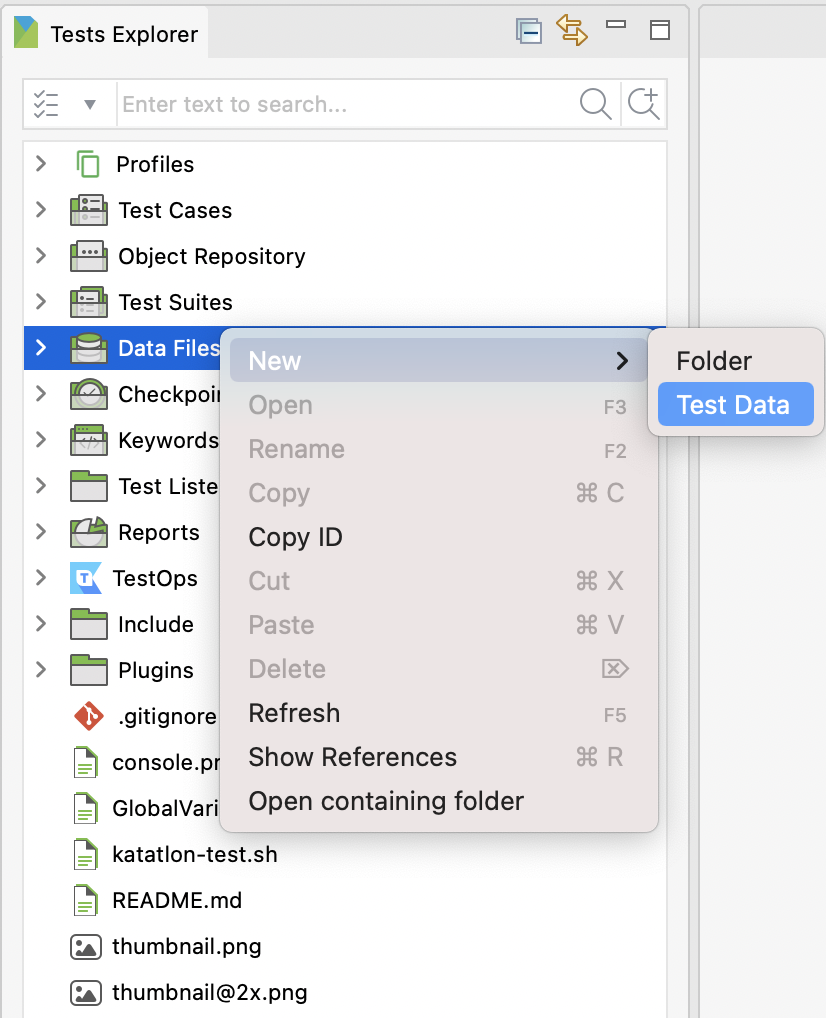 Tests Explorer
Enter text to search...
Profiles
Test Cases
Object Repository
Test Suites
Data Files
Checkpoi
Keywords
Test Liste
Reports
TestOps
Include
Plugins
.gitignore
console.pr
GlobalVari
katatlon-test.sh
README.md
thumbnail.png
thumbnail@2x.png
New
Open F3
Rename F2
Copy ⌘ C
Copy ID
Cut ⌘ X
Paste ⌘ V
Delete ⌦
Refresh F5
Show References ⌘ R
Open containing folder
Folder
Test Data